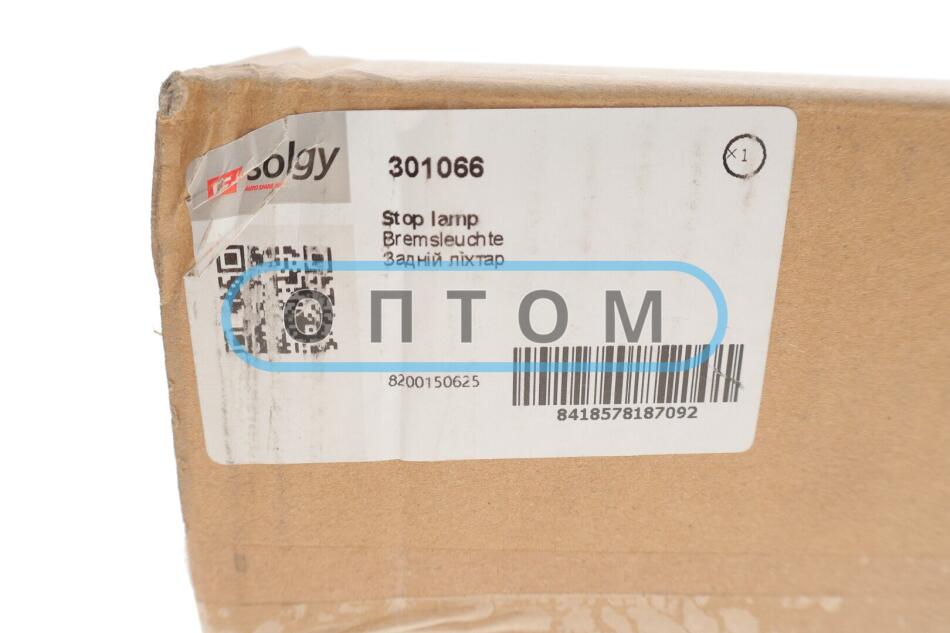 solgy
301066
×1
Stop lamp
Bremsleuchte
Задній ліхтар
ОПТОМ
8200150625
8418578187092